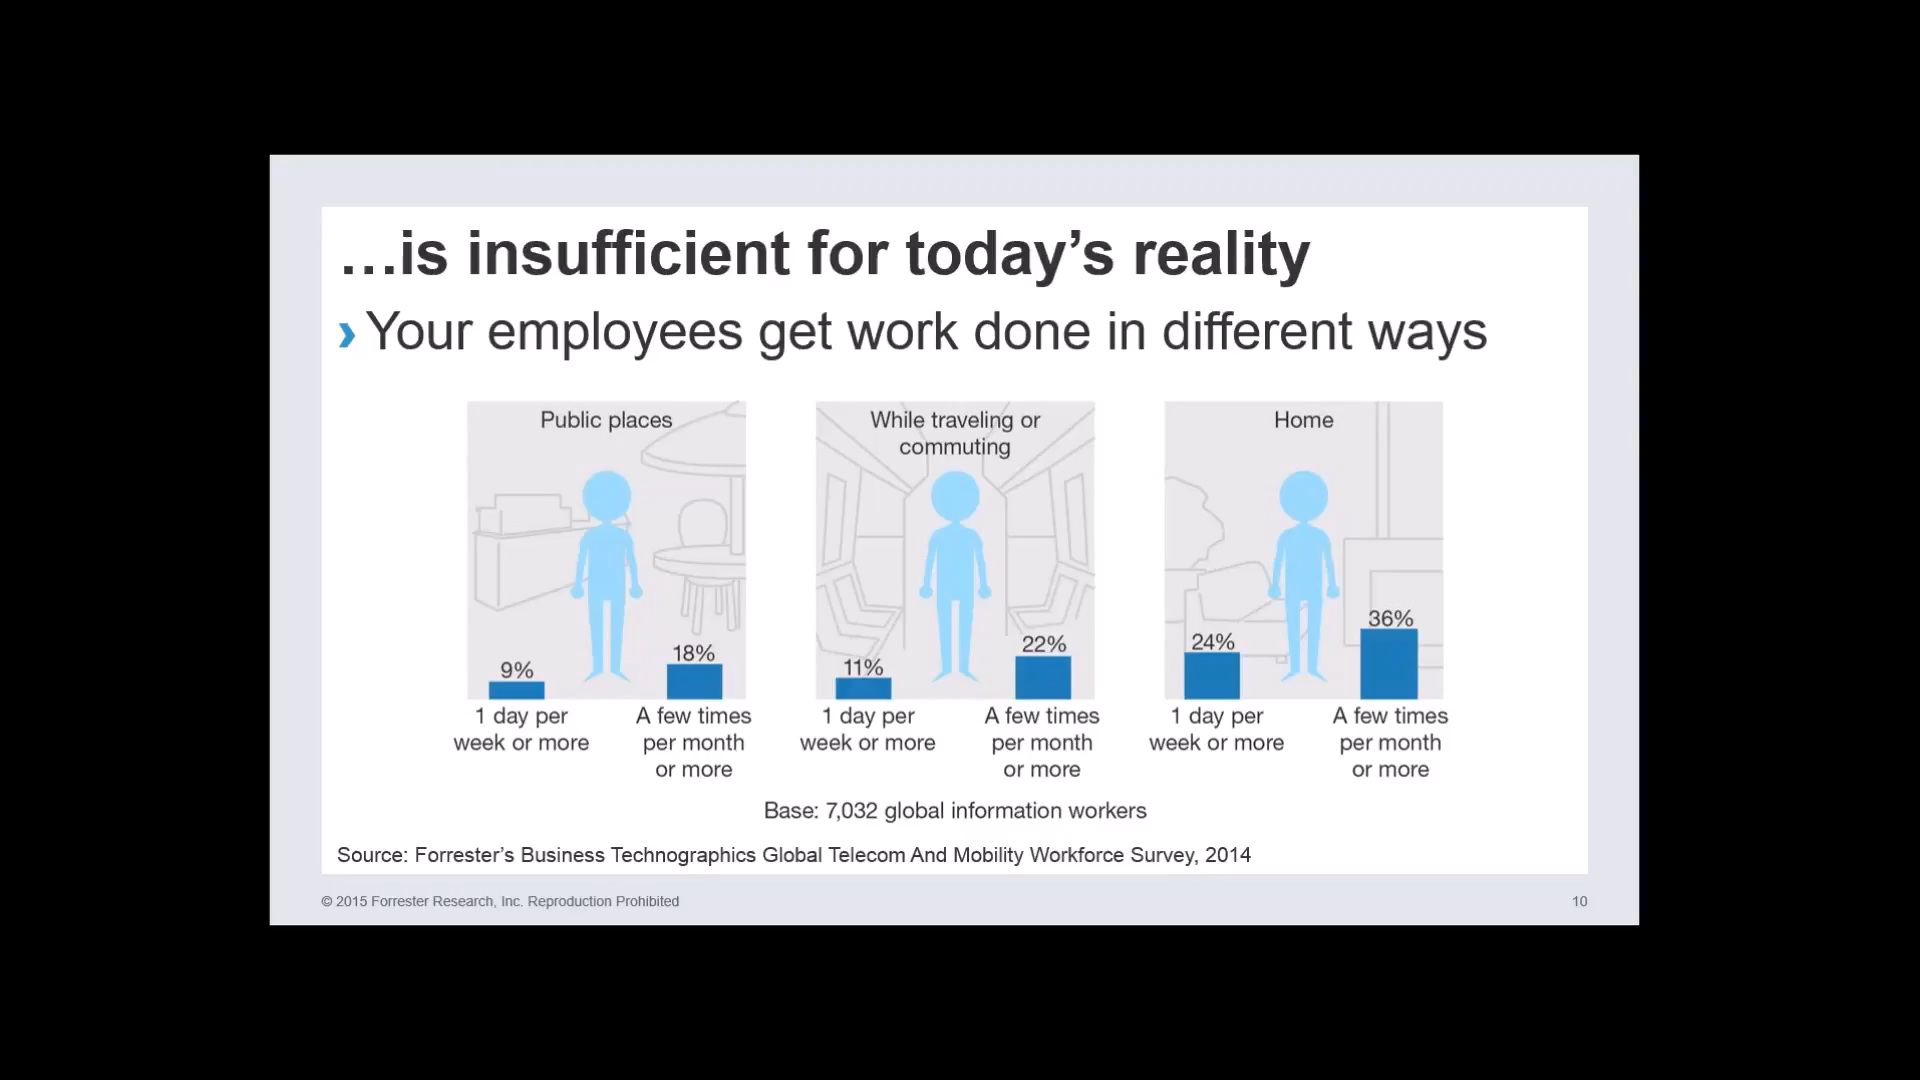 …is insufficient for today’s reality
› Your employees get work done in different ways
Public places
9%
18%
1 day per
week or more
A few times
per month
or more
While traveling or
commuting
11%
22%
1 day per
week or more
A few times
per month
or more
Home
24%
36%
1 day per
week or more
A few times
per month
or more
Base: 7,032 global information workers
Source: Forrester’s Business Technographics Global Telecom And Mobility Workforce Survey, 2014
© 2015 Forrester Research, Inc. Reproduction Prohibited
10